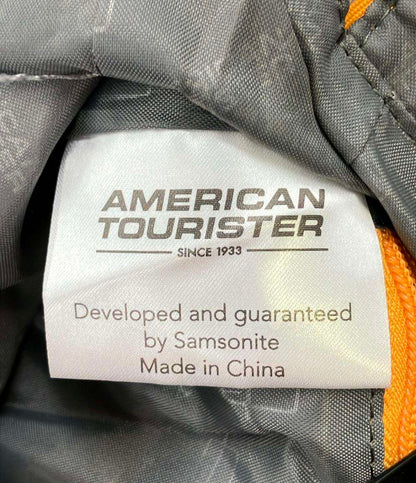 AMERICAN
TOURISTER
SINCE 1933
Developed and guaranteed
by Samsonite
Made in China